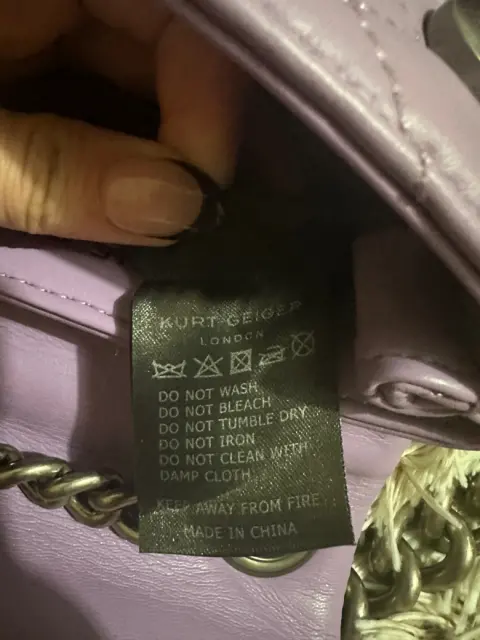 KURT GEIGER
LONDON
DO NOT WASH
DO NOT BLEACH
DO NOT TUMBLE DRY
DO NOT IRON
DO NOT CLEAN WITH
DAMP CLOTH
KEEP AWAY FROM FIRE
MADE IN CHINA